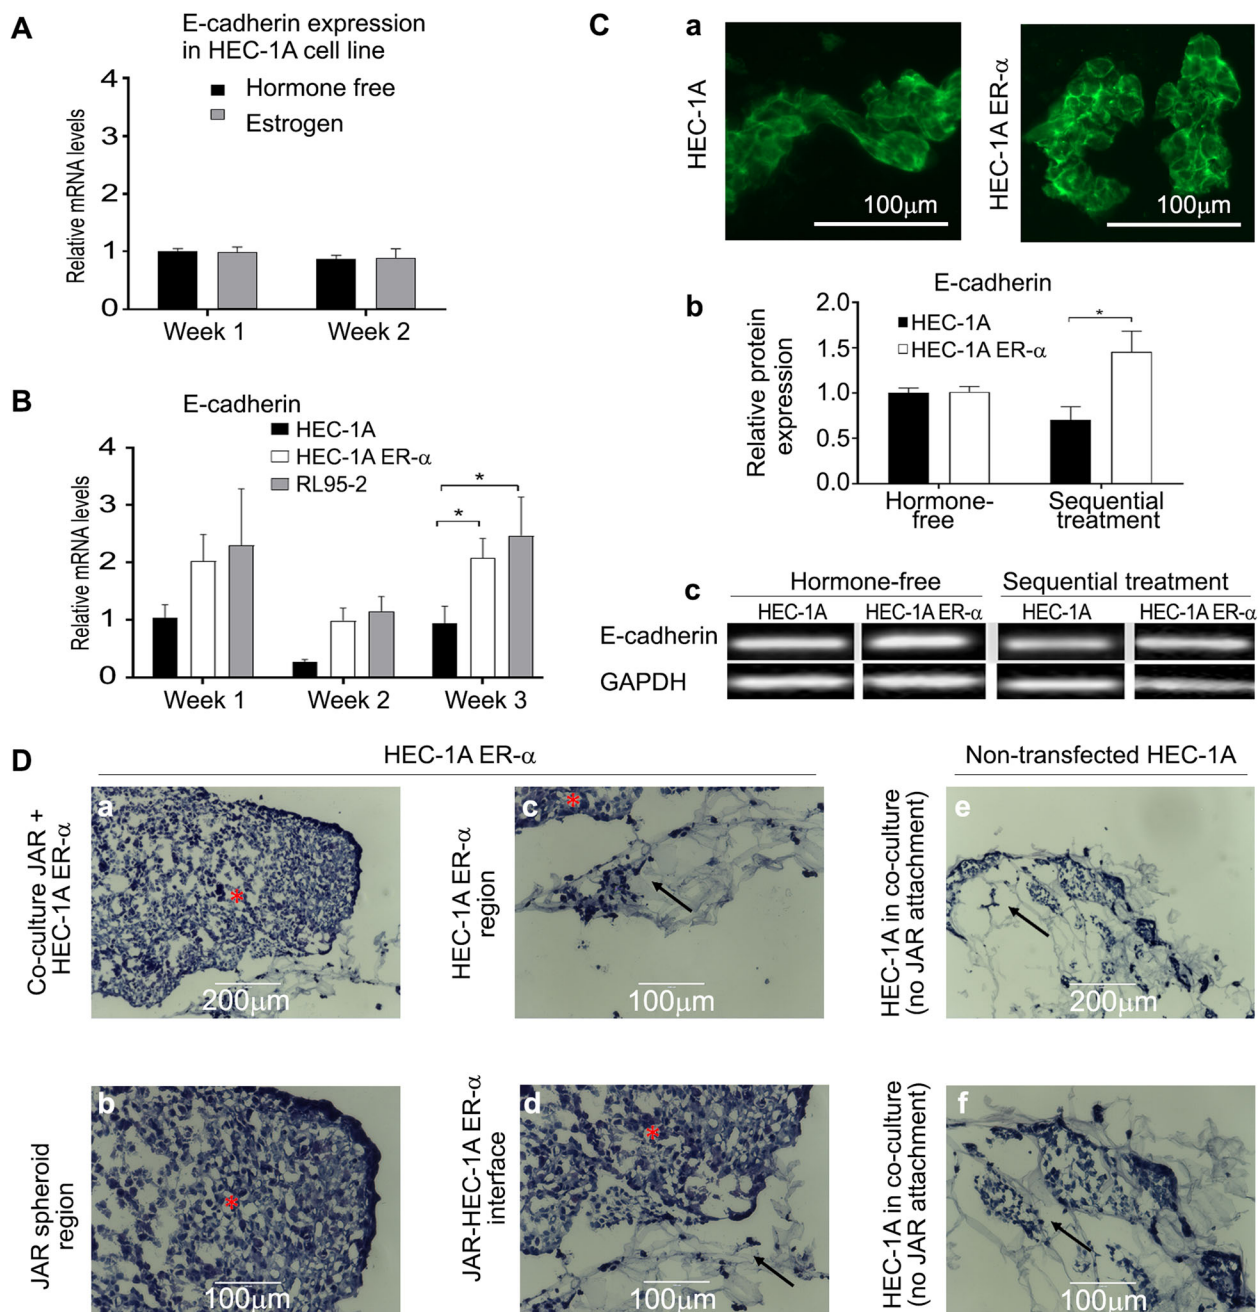 A
E-cadherin expression
in HEC-1A cell line
Hormone free
Estrogen
Relative mRNA levels
4
3
2
1
0
Week 1
Week 2
B
E-cadherin
HEC-1A
HEC-1A ER-α
RL95-2
Relative mRNA levels
4
3
2
1
0
*
*
Week 1
Week 2
Week 3
C
a
HEC-1A
100μm
HEC-1A ER-α
100μm
b
E-cadherin
HEC-1A
HEC-1A ER-α
Relative protein
expression
2.0
1.5
1.0
0.5
0.0
*
Hormone-
free
Sequential
treatment
c
Hormone-free
Sequential treatment
HEC-1A
HEC-1A ER-α
HEC-1A
HEC-1A ER-α
E-cadherin
GAPDH
D
HEC-1A ER-α
Non-transfected HEC-1A
Co-culture JAR +
HEC-1A ER-α
a
*
200μm
HEC-1A ER-α
region
c
*
100μm
HEC-1A in co-culture
(no JAR attachment)
e
200μm
JAR spheroid
region
b
*
100μm
JAR-HEC-1A ER-α
interface
d
*
100μm
HEC-1A in co-culture
(no JAR attachment)
f
100μm